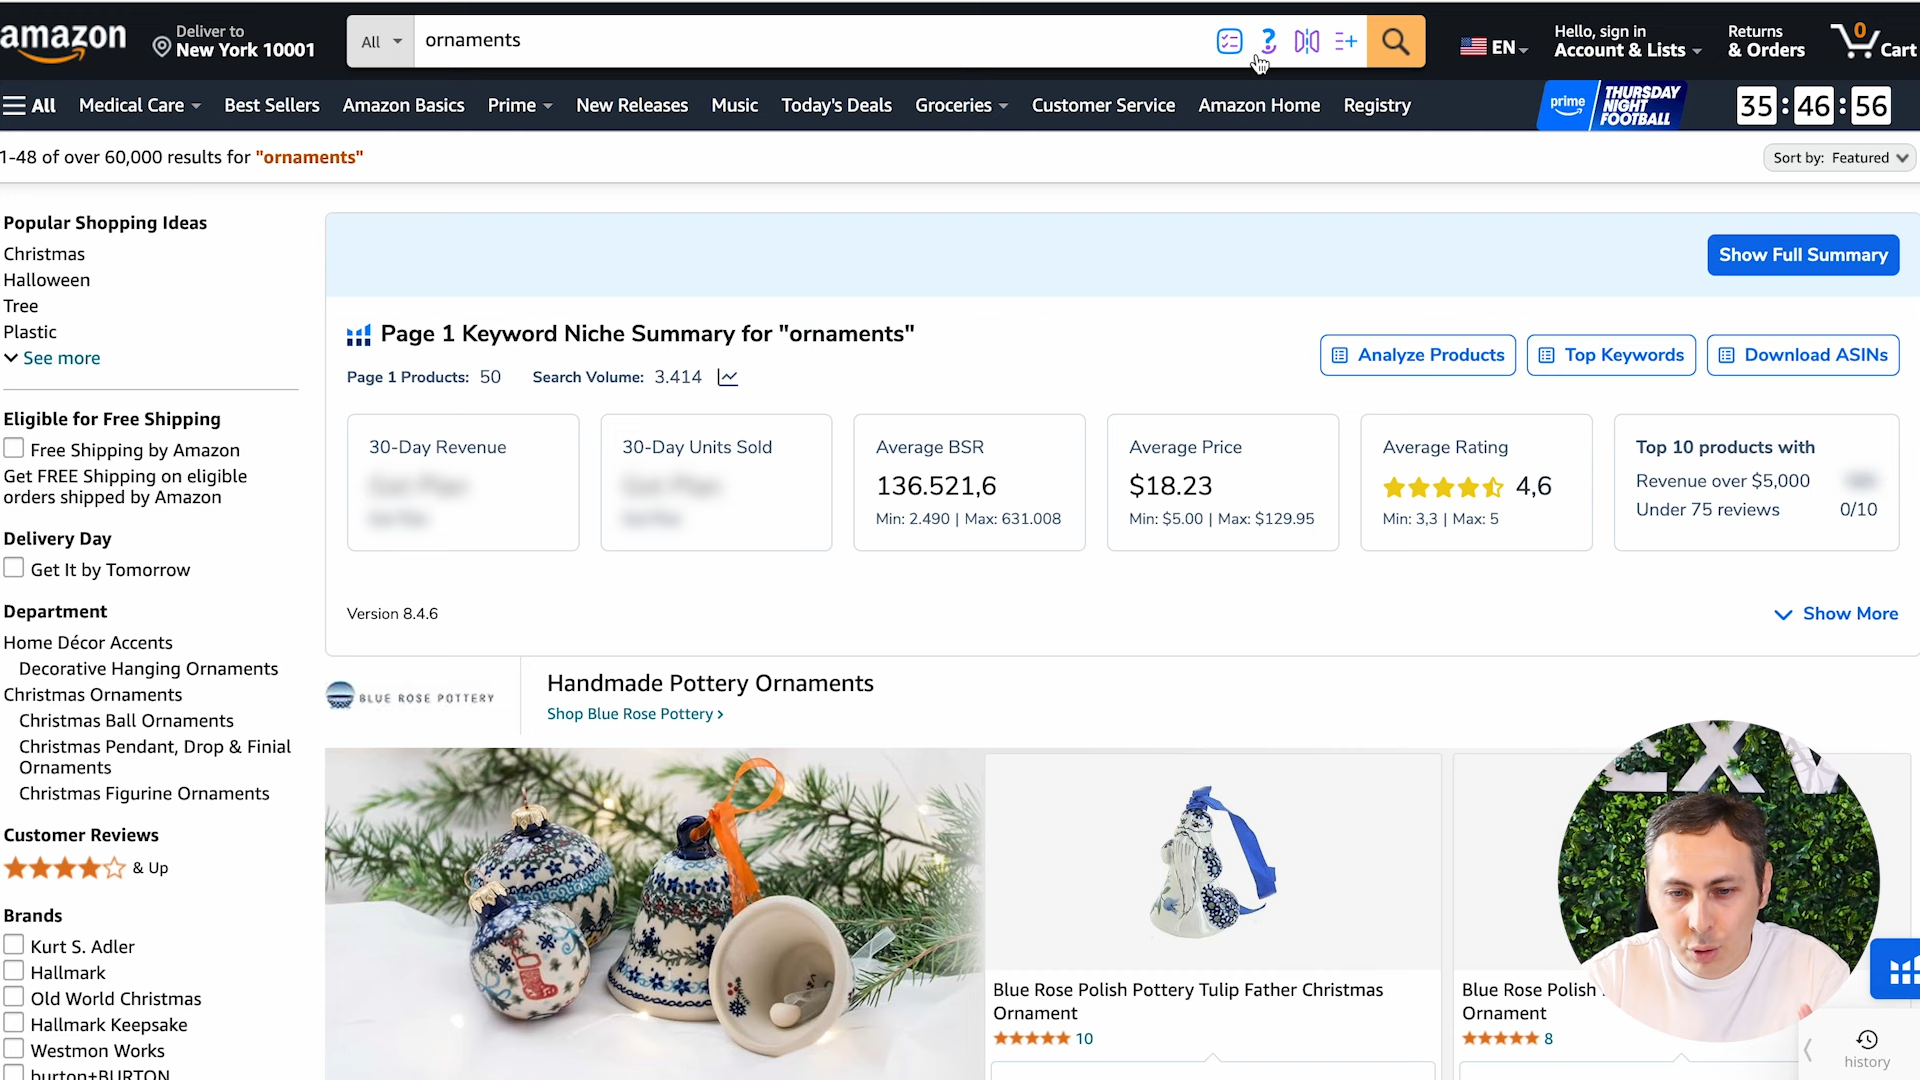 amazon
Deliver to
New York 10001
All
ornaments
EN
Hello, sign in
Account & Lists
Returns
& Orders
0
Cart
All
Medical Care
Best Sellers
Amazon Basics
Prime
New Releases
Music
Today's Deals
Groceries
Customer Service
Amazon Home
Registry
prime
THURSDAY
NIGHT
FOOTBALL
35:46:56
1-48 of over 60,000 results for "ornaments"
Sort by: Featured
Popular Shopping Ideas
Christmas
Halloween
Tree
Plastic
See more
Eligible for Free Shipping
Free Shipping by Amazon
Get FREE Shipping on eligible
orders shipped by Amazon
Delivery Day
Get It by Tomorrow
Department
Home Décor Accents
Decorative Hanging Ornaments
Christmas Ornaments
Christmas Ball Ornaments
Christmas Pendant, Drop & Finial
Ornaments
Christmas Figurine Ornaments
Customer Reviews
& Up
Brands
Kurt S. Adler
Hallmark
Old World Christmas
Hallmark Keepsake
Westmon Works
burton+BURTON
Show Full Summary
Page 1 Keyword Niche Summary for "ornaments"
Page 1 Products: 50
Search Volume: 3.414
Analyze Products
Top Keywords
Download ASINs
30-Day Revenue
30-Day Units Sold
Average BSR
136.521,6
Min: 2.490 | Max: 631.008
Average Price
$18.23
Min: $5.00 | Max: $129.95
Average Rating
4,6
Min: 3,3 | Max: 5
Top 10 products with
Revenue over $5,000
Under 75 reviews 0/10
Version 8.4.6
Show More
BLUE ROSE POTTERY
Handmade Pottery Ornaments
Shop Blue Rose Pottery ›
Blue Rose Polish Pottery Tulip Father Christmas
Ornament
10
Blue Rose Polish
Ornament
8
history